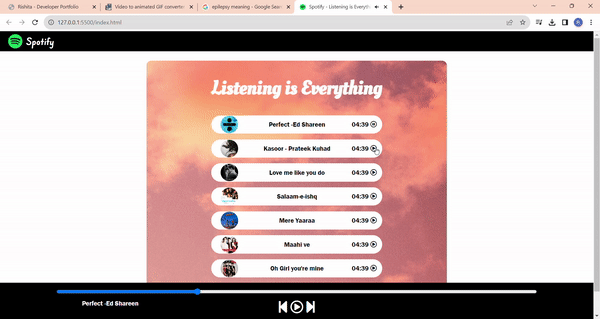 Rishita - Developer Portfolio
Video to animated GIF converter
epilepsy meaning - Google Sear
Spotify - Listening is Everythi
127.0.0.1:5500/index.html
Spotify
Listening is Everything
Perfect -Ed Shareen 04:39
Kasoor - Prateek Kuhad 04:39
Love me like you do 04:39
Salaam-e-ishq 04:39
Mere Yaaraa 04:39
Maahi ve 04:39
Oh Girl you're mine 04:39
Perfect -Ed Shareen